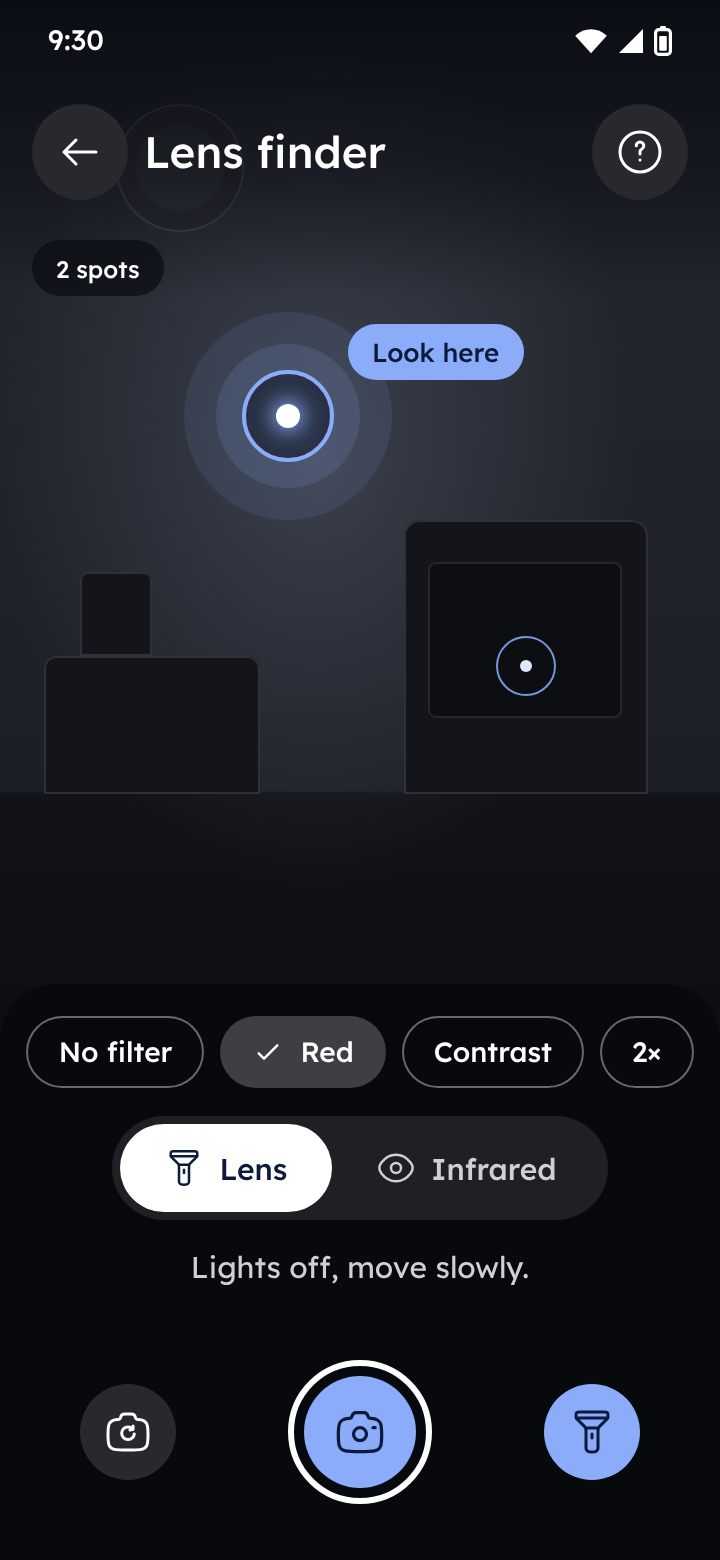 9:30
Lens finder
2 spots
Look here
No filter
Red
Contrast
2×
Lens
Infrared
Lights off, move slowly.